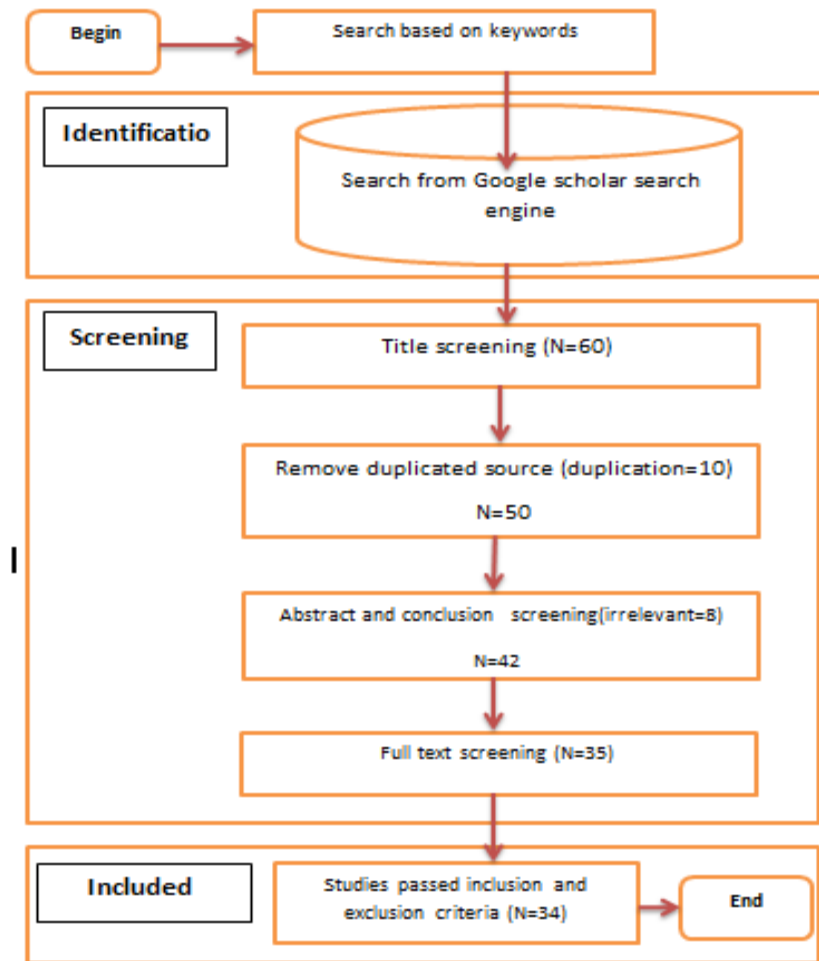 Begin
Search based on keywords
Identificatio
Search from Google scholar search
engine
Screening
Title screening (N=60)
Remove duplicated source (duplication=10)
N=50
Abstract and conclusion screening(irrelevant=8)
N=42
Full text screening (N=35)
Included
Studies passed inclusion and
exclusion criteria (N=34)
End